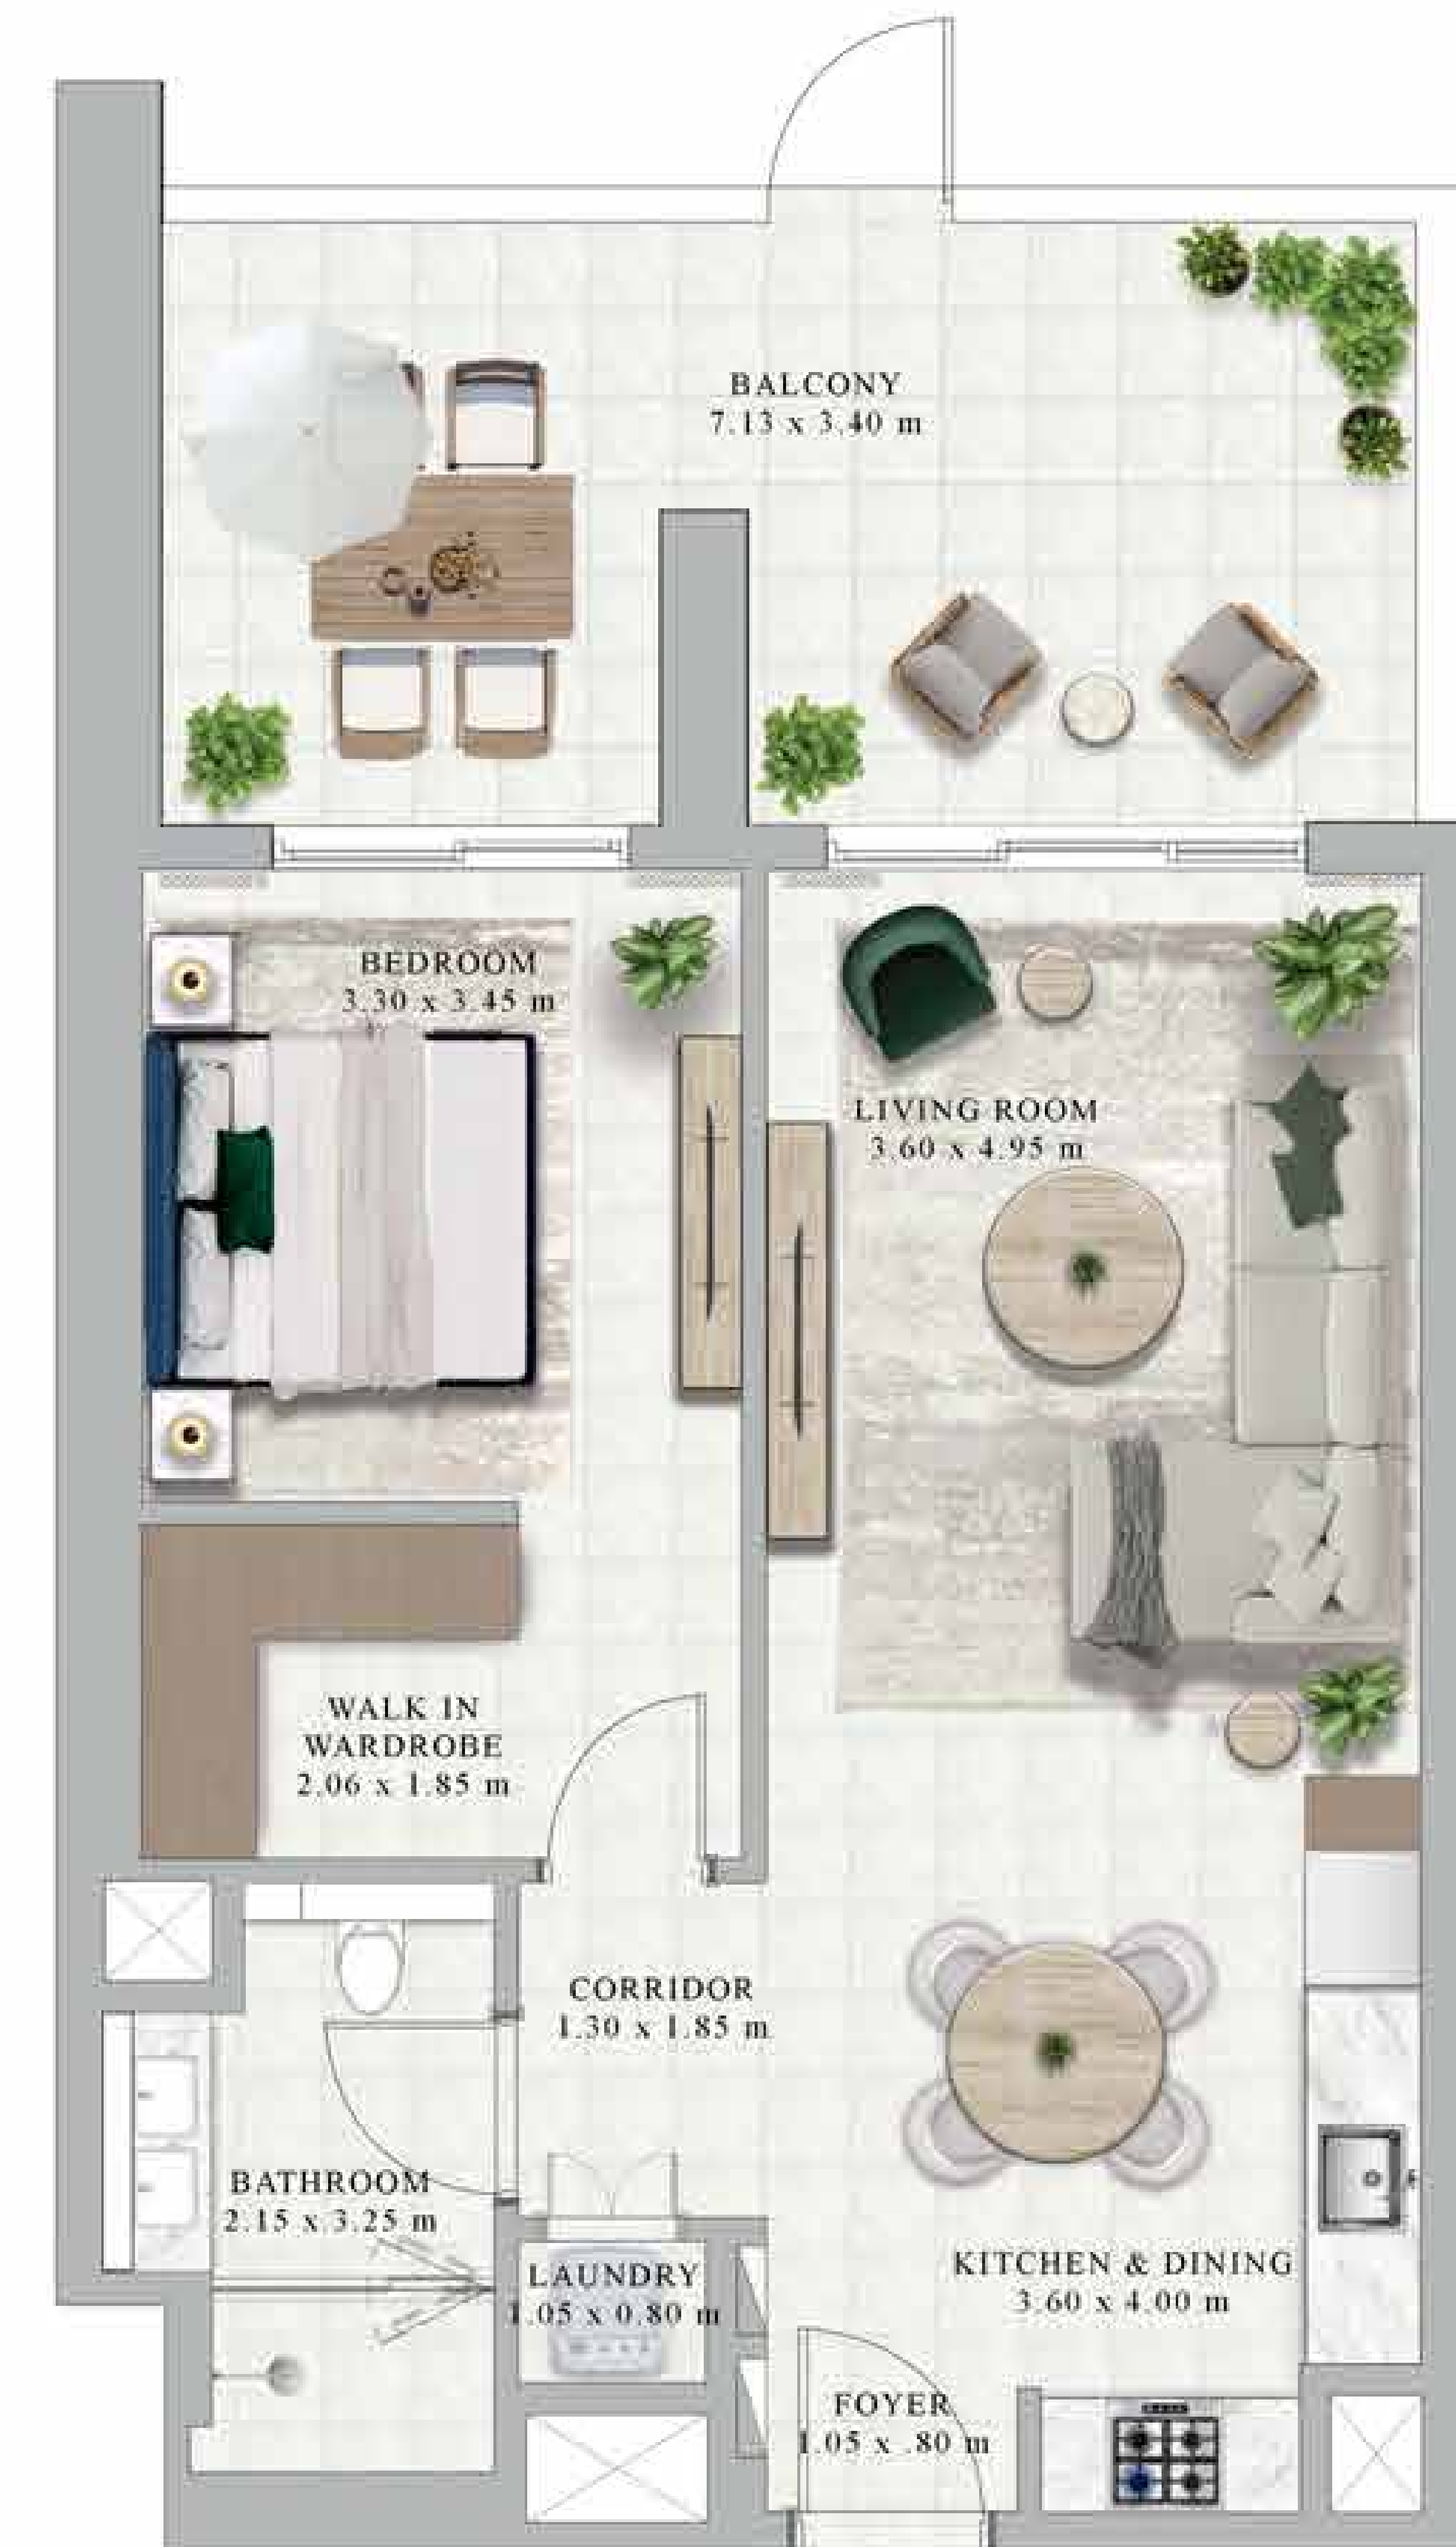 BALCONY
7.13 x 3.40 m
BEDROOM
3.30 x 3.45 m
LIVING ROOM
3.60 x 4.95 m
WALK IN
WARDROBE
2.06 x 1.85 m
CORRIDOR
1.30 x 1.85 m
BATHROOM
2.15 x 3.25 m
LAUNDRY
1.05 x 0.80 m
KITCHEN & DINING
3.60 x 4.00 m
FOYER
1.05 x .80 m